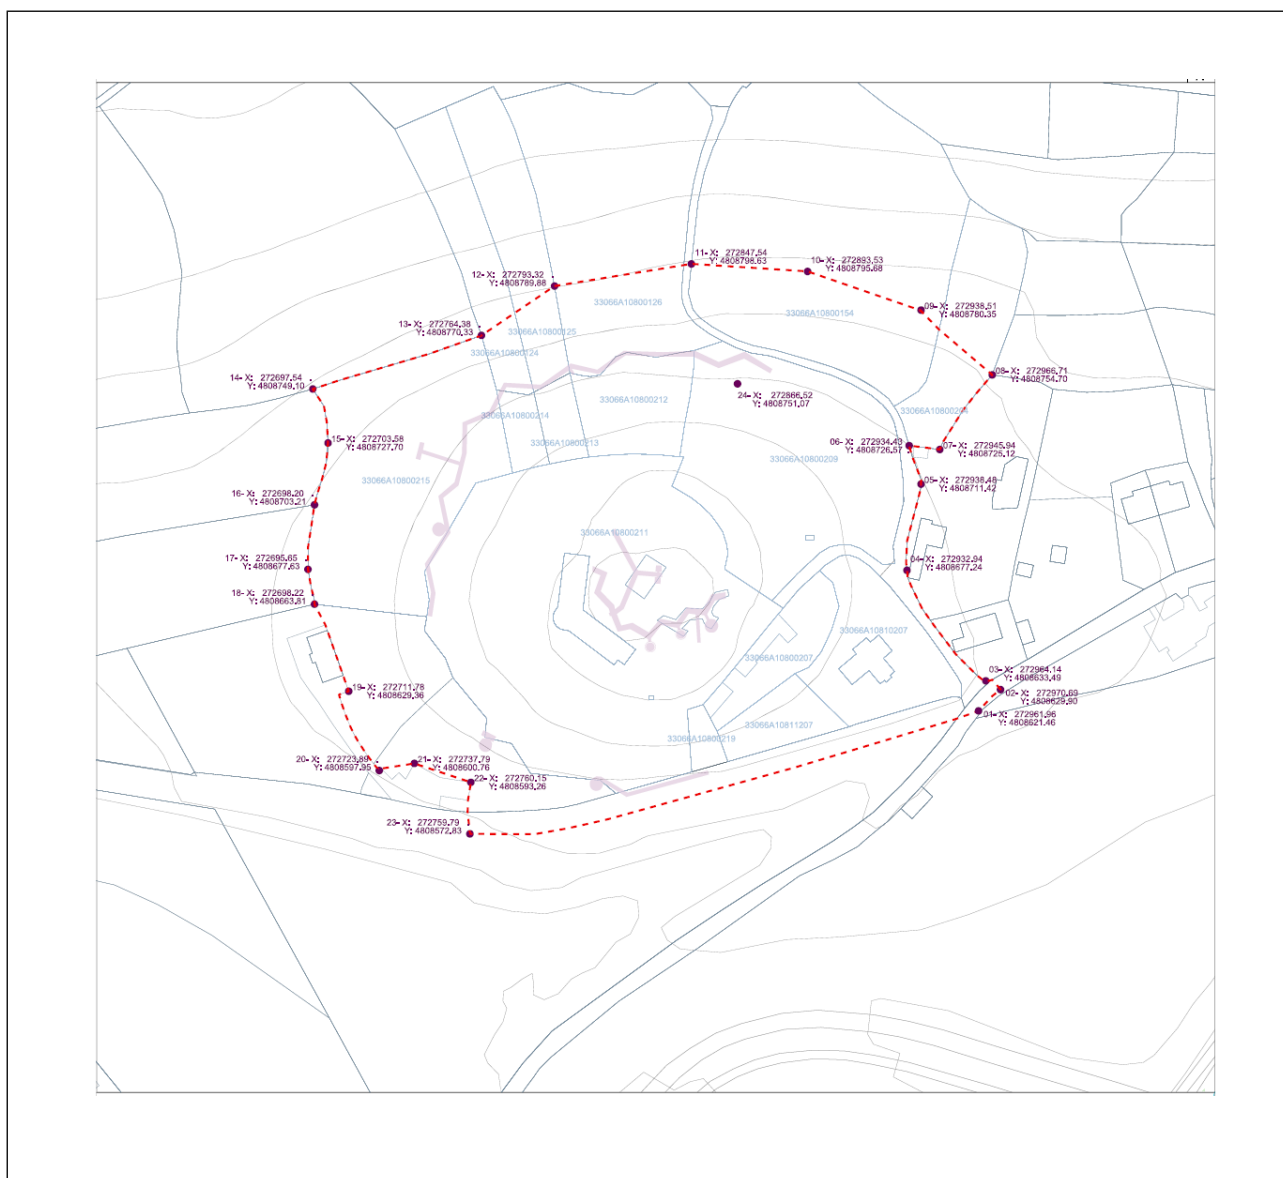 11- X: 272847.54
Y: 4808798.63
10- X: 272893.53
Y: 4808795.68
12- X: 272793.32
Y: 4808789.88
33066A10800126
33066A10800154
09- X: 272938.51
Y: 4808780.35
13- X: 272764.38
Y: 4808770.33
33066A10800125
33066A10800124
14- X: 272697.54
Y: 4808749.10
08- X: 272966.71
Y: 4808754.70
24- X: 272866.52
Y: 4808751.07
33066A10800212
33066A10800214
33066A10800204
15- X: 272703.58
Y: 4808727.70
33066A10800213
06- X: 272934.43
Y: 4808726.57
07- X: 272945.94
Y: 4808725.12
33066A10800209
33066A10800215
05- X: 272938.48
Y: 4808711.42
16- X: 272698.20
Y: 4808703.21
33066A10800211
17- X: 272695.65
Y: 4808677.63
04- X: 272932.94
Y: 4808677.24
18- X: 272698.22
Y: 4808663.81
33066A10810207
33066A10800207
03- X: 272964.14
Y: 4808633.49
19- X: 272711.78
Y: 4808629.36
02- X: 272970.69
Y: 4808629.90
01- X: 272961.96
Y: 4808621.46
33066A10811207
33066A10800219
20- X: 272723.89
Y: 4808597.95
21- X: 272737.79
Y: 4808600.76
22- X: 272760.15
Y: 4808593.26
23- X: 272759.79
Y: 4808572.83